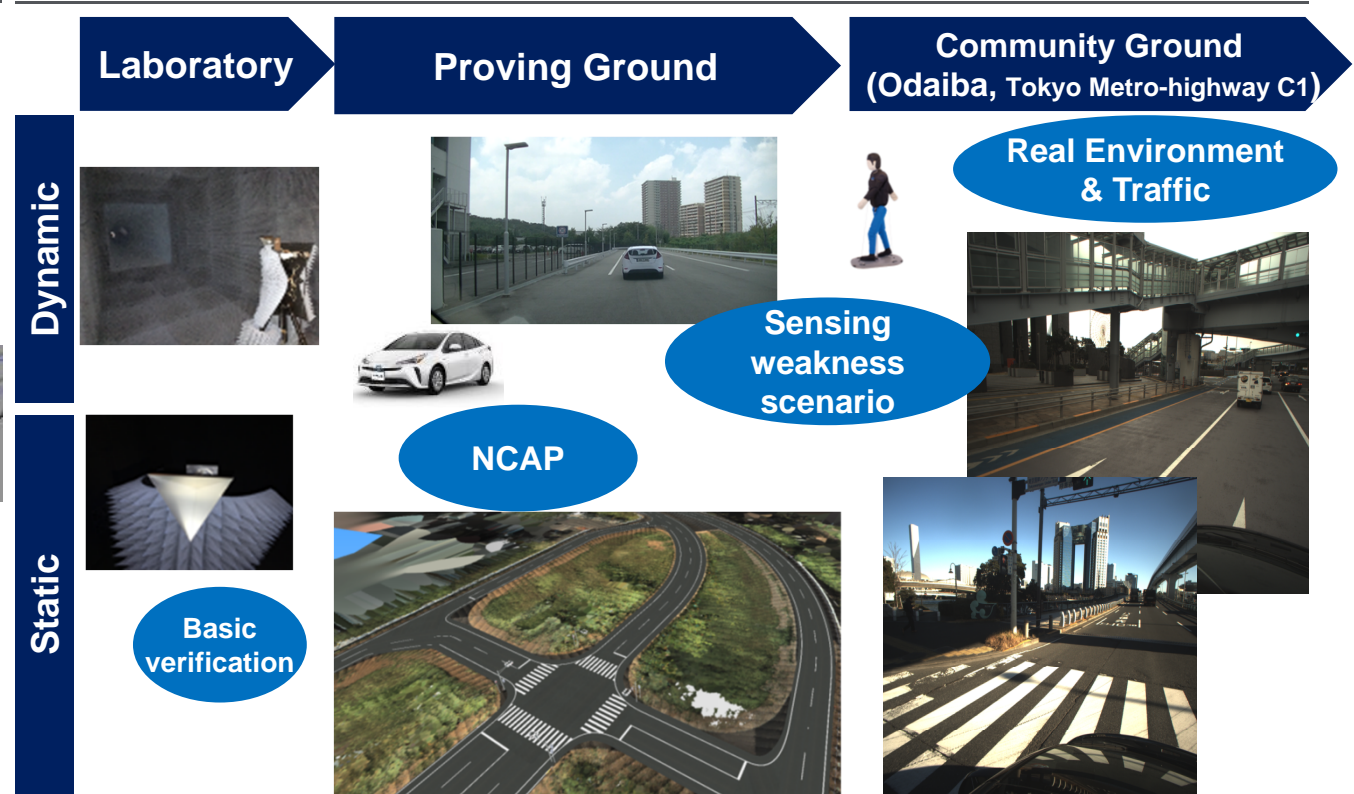 Laboratory
Proving Ground
Community Ground
(Odaiba, Tokyo Metro-highway C1)
Dynamic
Real Environment
& Traffic
Sensing
weakness
scenario
NCAP
Static
Basic
verification